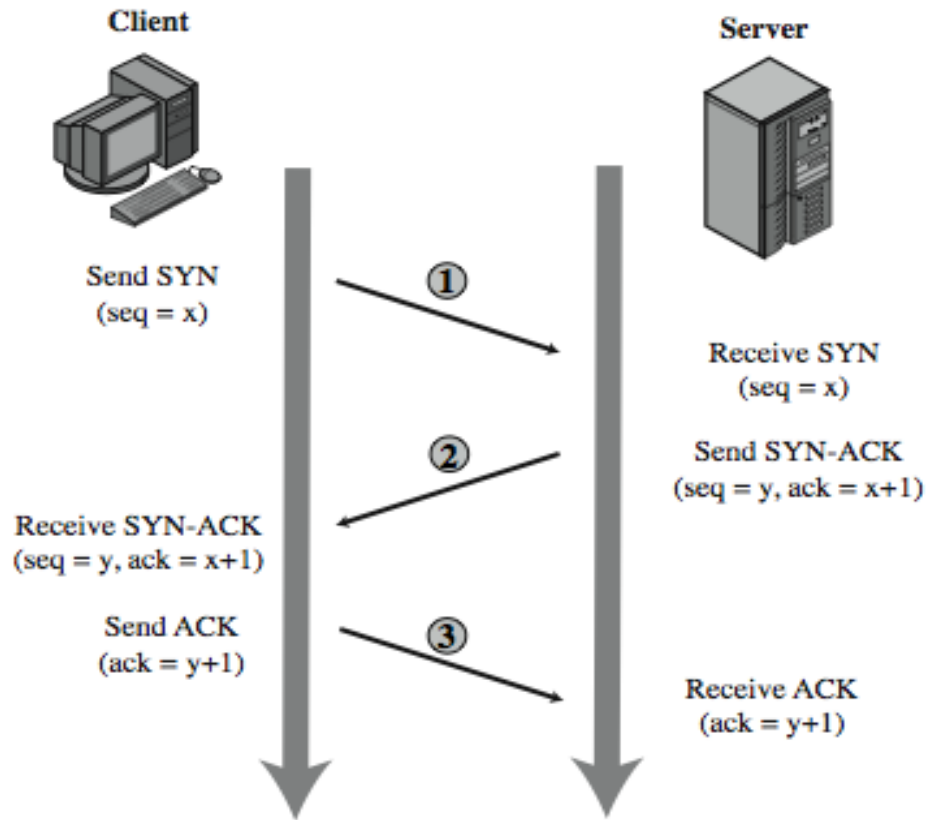 Client
Server
Send SYN
(seq = x)
1
Receive SYN
(seq = x)
2
Send SYN-ACK
(seq = y, ack = x+1)
Receive SYN-ACK
(seq = y, ack = x+1)
Send ACK
(ack = y+1)
3
Receive ACK
(ack = y+1)